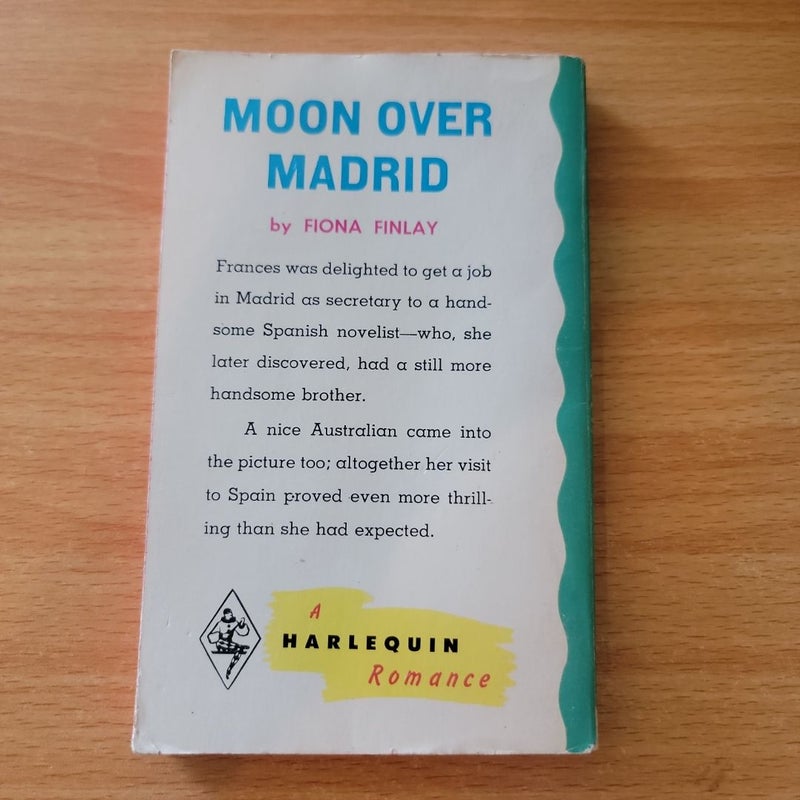 MOON OVER
MADRID
by FIONA FINLAY
Frances was delighted to get a job
in Madrid as secretary to a hand-
some Spanish novelist—who, she
later discovered, had a still more
handsome brother.
A nice Australian came into
the picture too; altogether her visit
to Spain proved even more thrill-
ing than she had expected.
A
HARLEQUIN
Romance